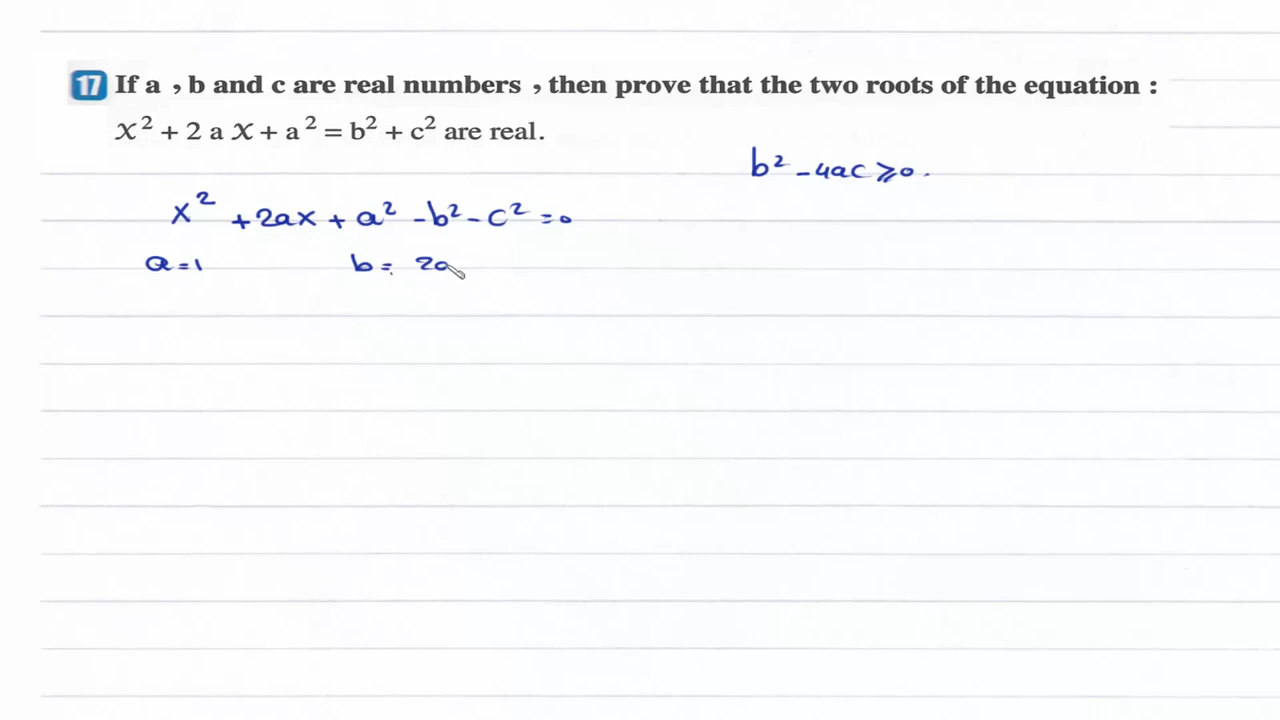 17 If a , b and c are real numbers , then prove that the two roots of the equation :
x² + 2 a x + a² = b² + c² are real.
b² - 4ac ⩾ 0.
x² + 2ax + a² - b² - c² = 0
a = 1 b = 2a